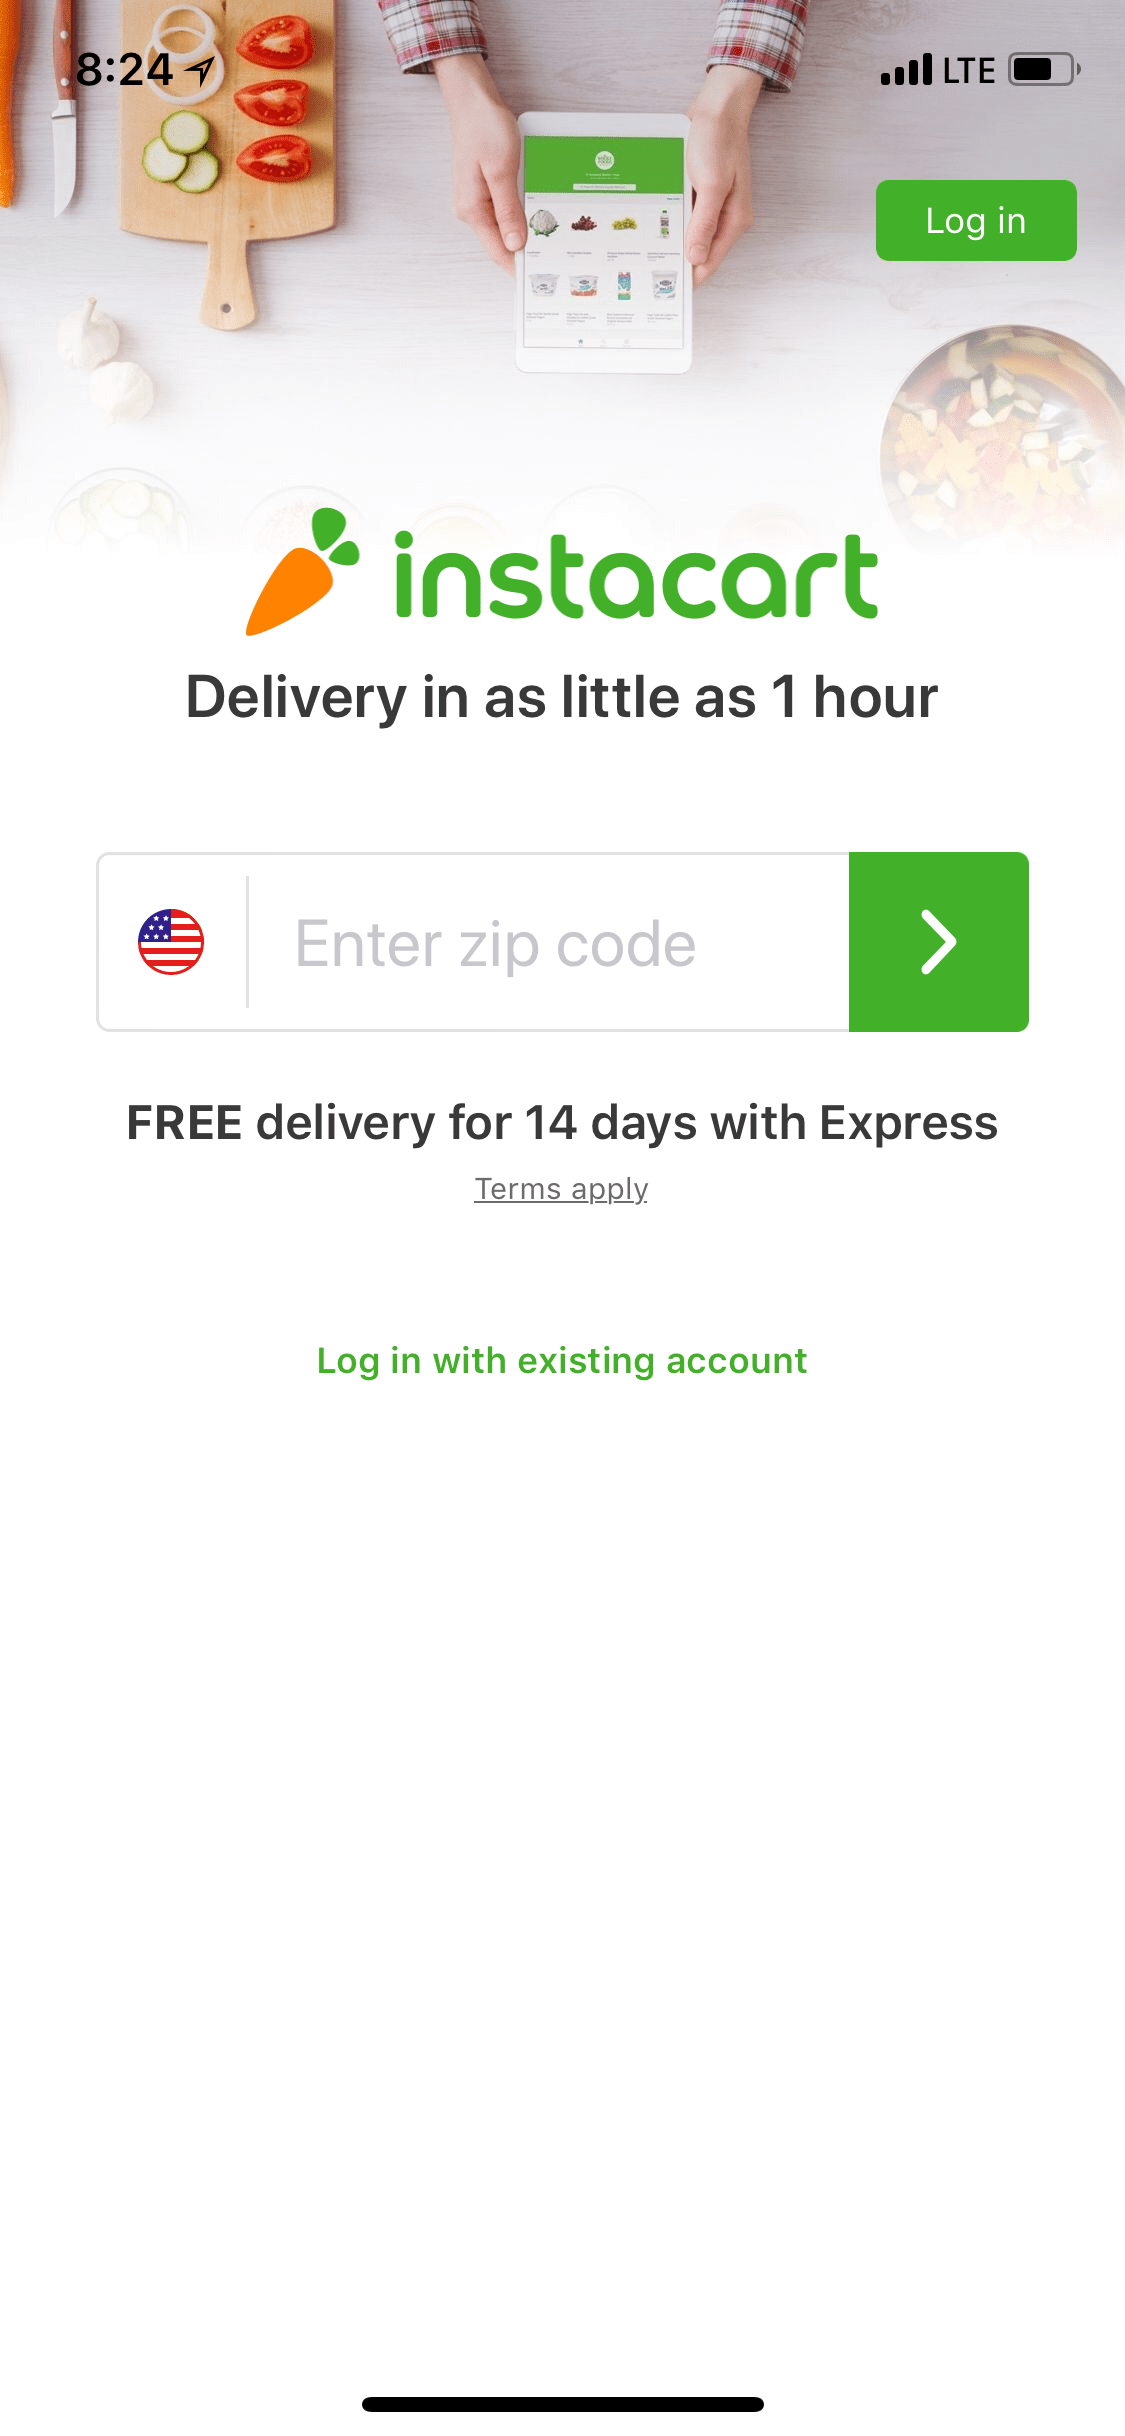 8:24
LTE
Log in
instacart
Delivery in as little as 1 hour
Enter zip code
FREE delivery for 14 days with Express
Terms apply
Log in with existing account